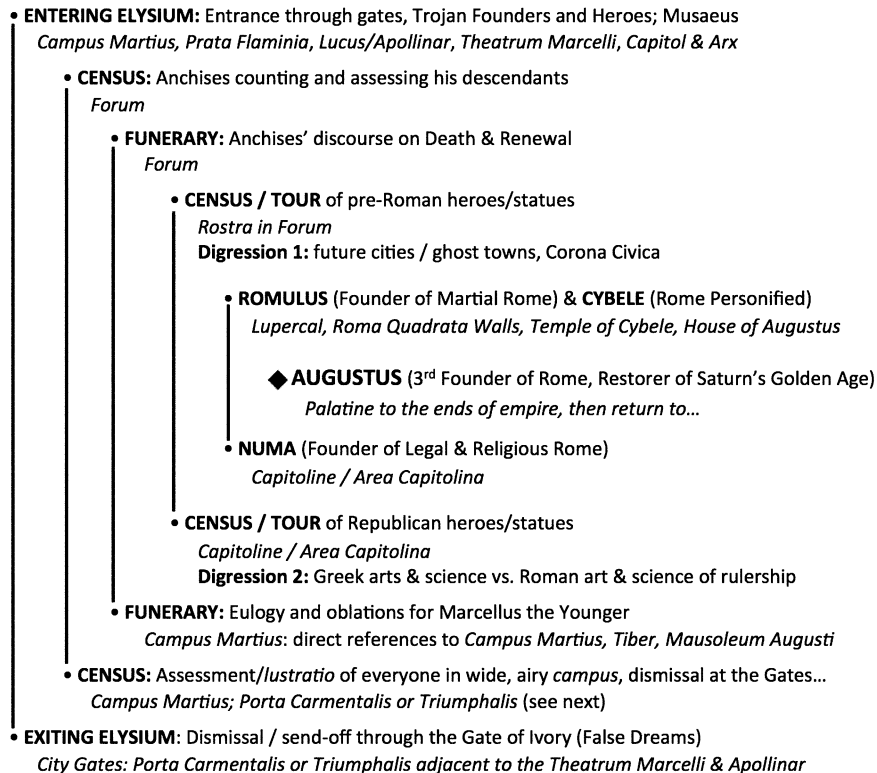 • ENTERING ELYSIUM: Entrance through gates, Trojan Founders and Heroes; Musaeus
Campus Martius, Prata Flaminia, Lucus/Apollinar, Theatrum Marcelli, Capitol & Arx
• CENSUS: Anchises counting and assessing his descendants
Forum
• FUNERARY: Anchises’ discourse on Death & Renewal
Forum
• CENSUS / TOUR of pre-Roman heroes/statues
Rostra in Forum
Digression 1: future cities / ghost towns, Corona Civica
• ROMULUS (Founder of Martial Rome) & CYBELE (Rome Personified)
Lupercal, Roma Quadrata Walls, Temple of Cybele, House of Augustus
◆ AUGUSTUS (3rd Founder of Rome, Restorer of Saturn’s Golden Age)
Palatine to the ends of empire, then return to…
• NUMA (Founder of Legal & Religious Rome)
Capitoline / Area Capitolina
• CENSUS / TOUR of Republican heroes/statues
Capitoline / Area Capitolina
Digression 2: Greek arts & science vs. Roman art & science of rulership
• FUNERARY: Eulogy and oblations for Marcellus the Younger
Campus Martius: direct references to Campus Martius, Tiber, Mausoleum Augusti
• CENSUS: Assessment/lustratio of everyone in wide, airy campus, dismissal at the Gates…
Campus Martius; Porta Carmentalis or Triumphalis (see next)
• EXITING ELYSIUM: Dismissal / send-off through the Gate of Ivory (False Dreams)
City Gates: Porta Carmentalis or Triumphalis adjacent to the Theatrum Marcelli & Apollinar